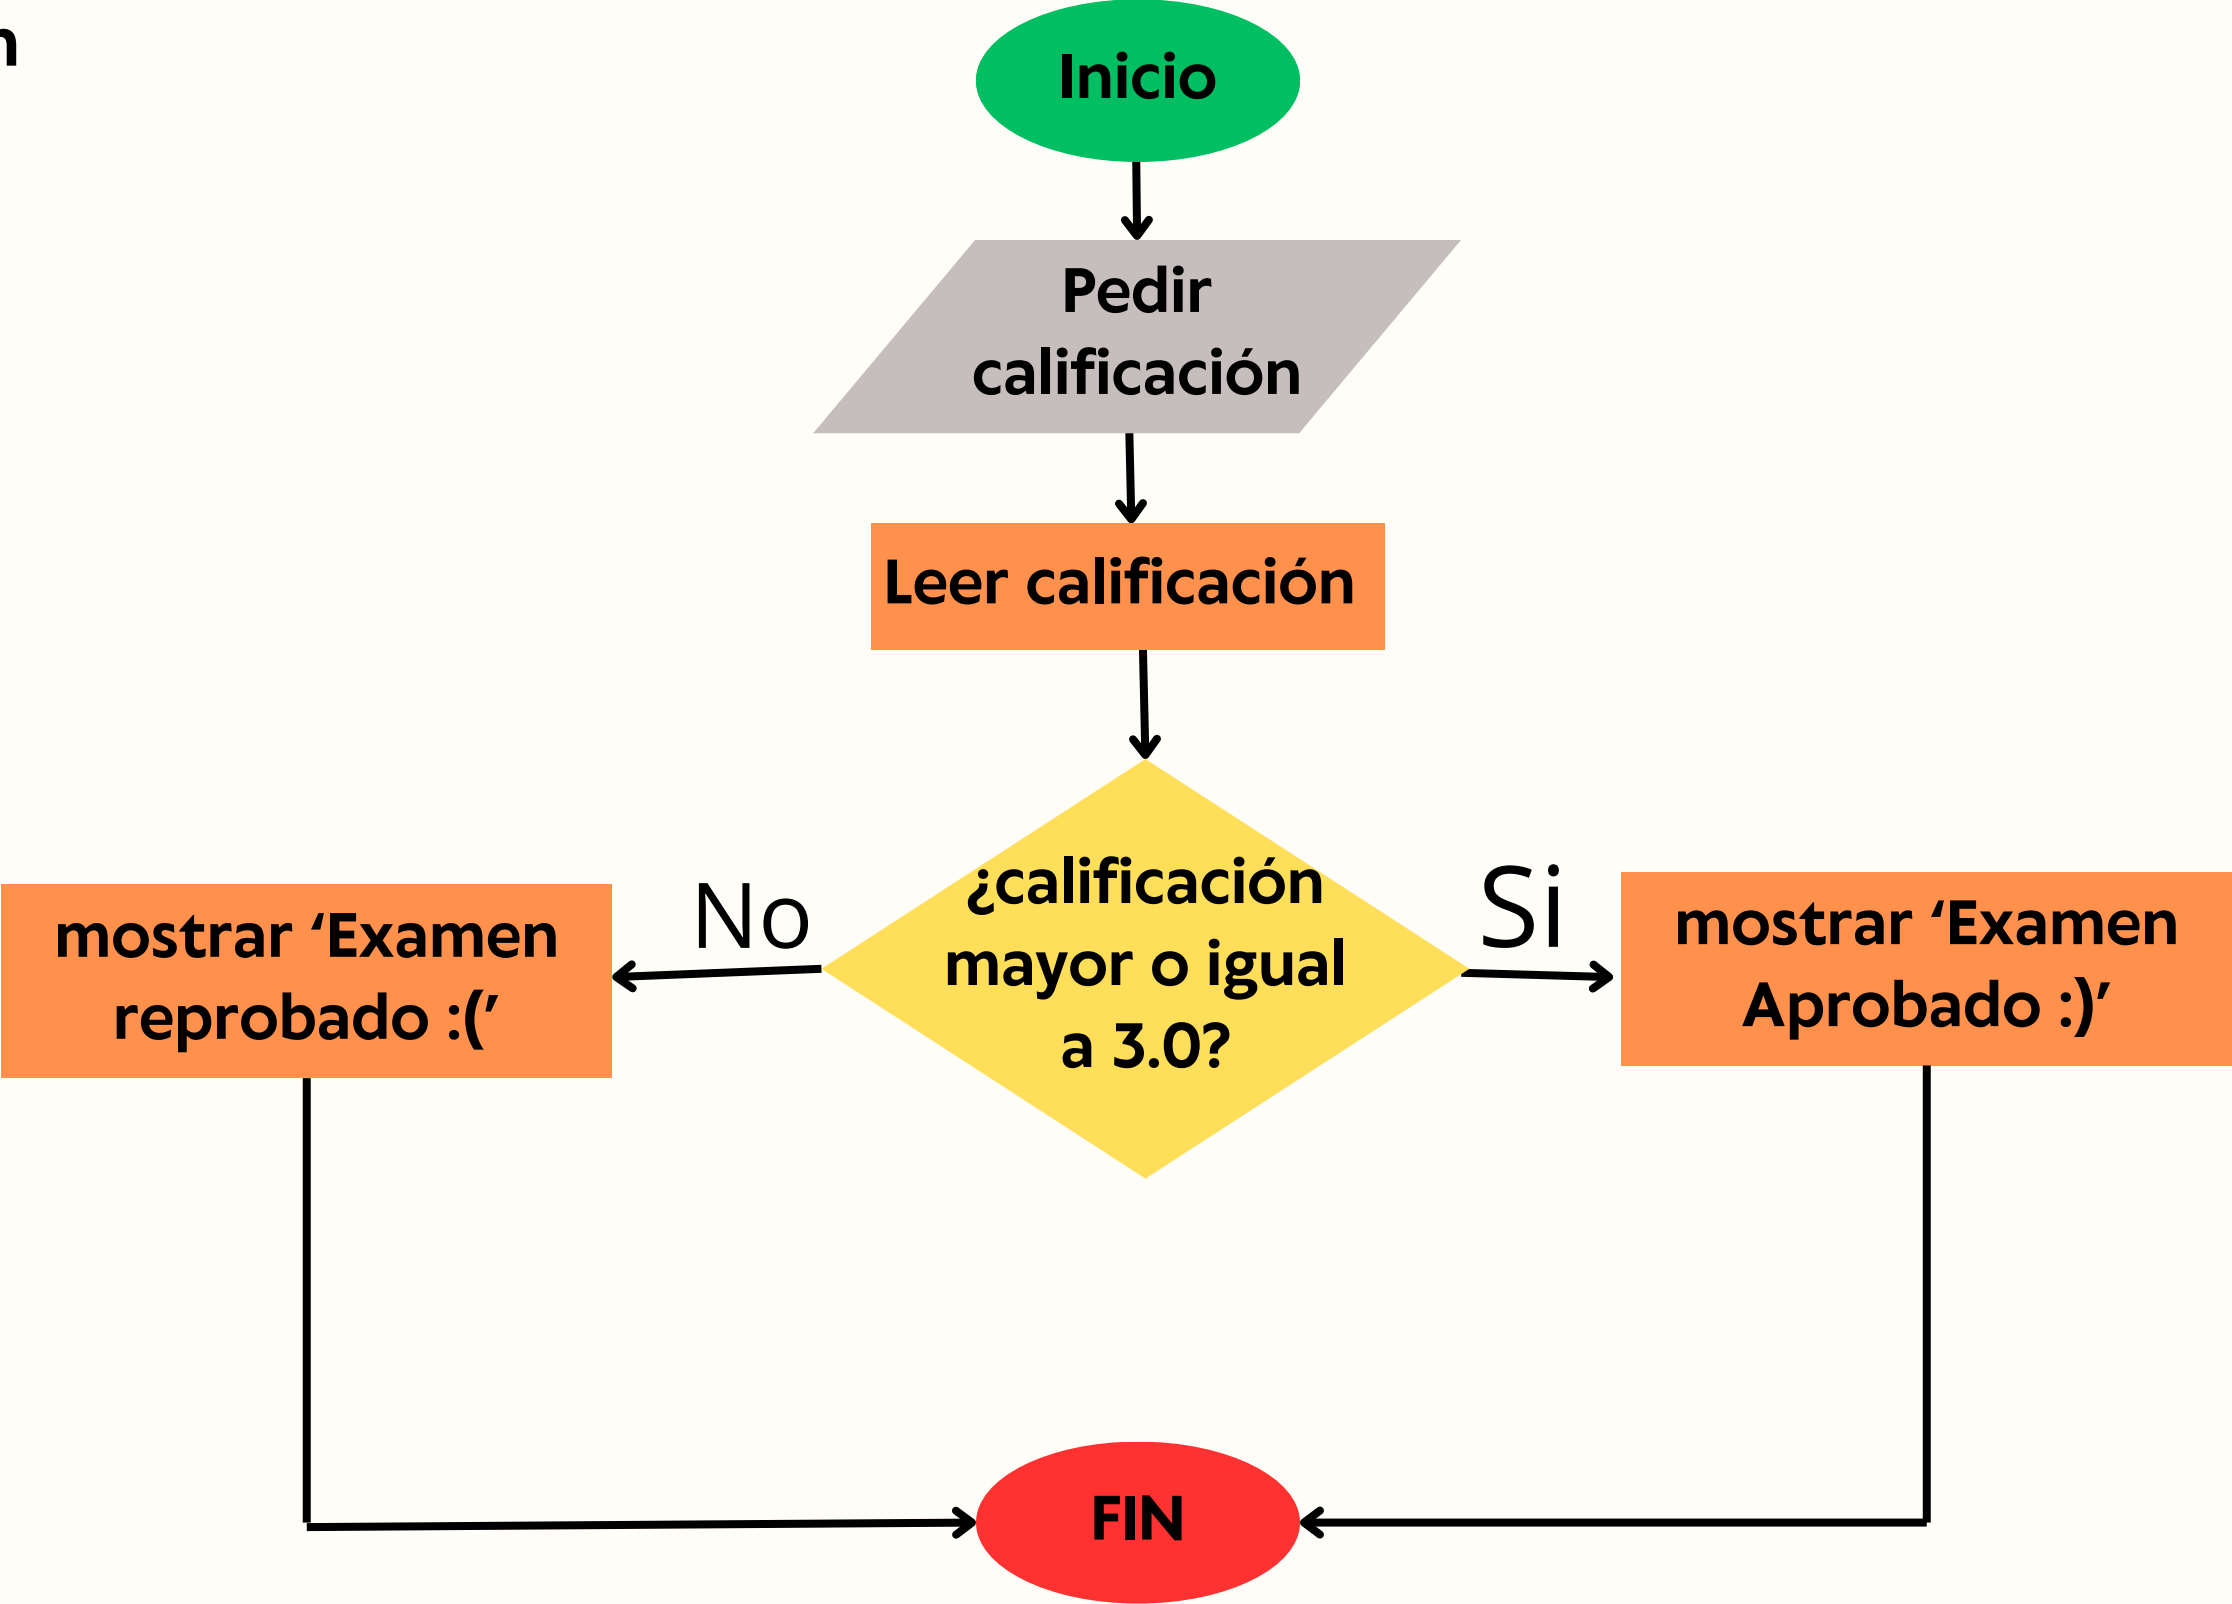 Inicio
Pedir
calificación
Leer calificación
¿calificación
mayor o igual
a 3.0?
No
Si
mostrar ‘Examen
reprobado :(’
mostrar ‘Examen
Aprobado :)’
FIN